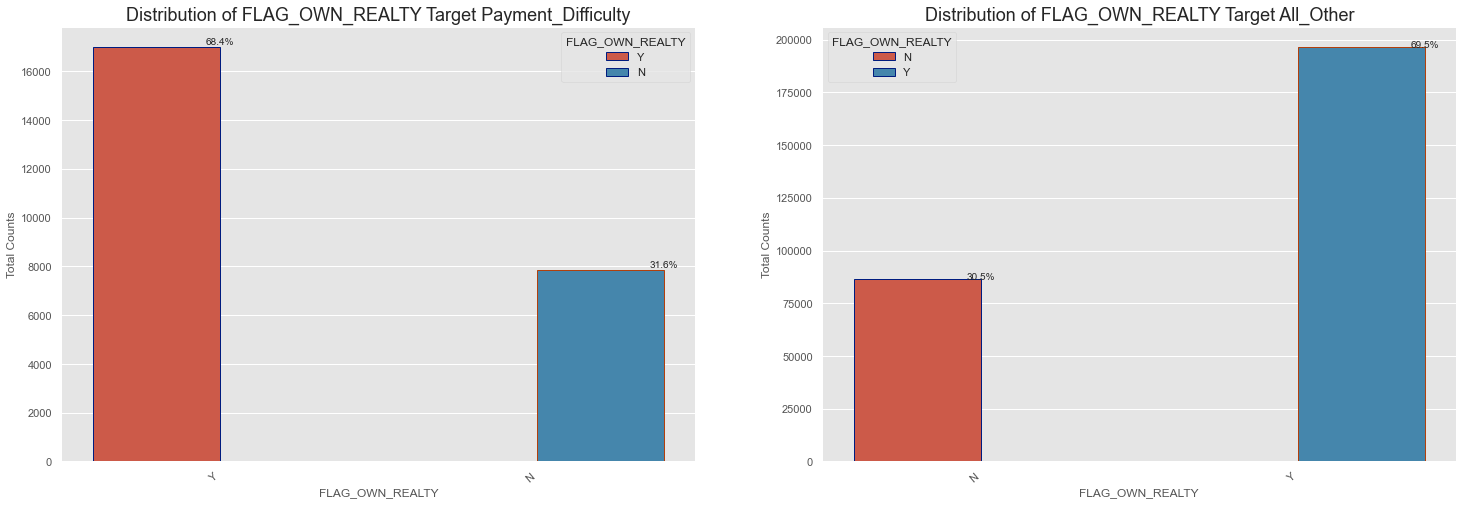 Distribution of FLAG_OWN_REALTY Target Payment_Difficulty
68.4%
FLAG_OWN_REALTY
Y
N
16000
14000
12000
10000
8000
6000
4000
2000
0
Total Counts
31.6%
Y
N
FLAG_OWN_REALTY
Distribution of FLAG_OWN_REALTY Target All_Other
FLAG_OWN_REALTY
N
Y
69.5%
200000
175000
150000
125000
100000
75000
50000
25000
0
Total Counts
30.5%
N
Y
FLAG_OWN_REALTY